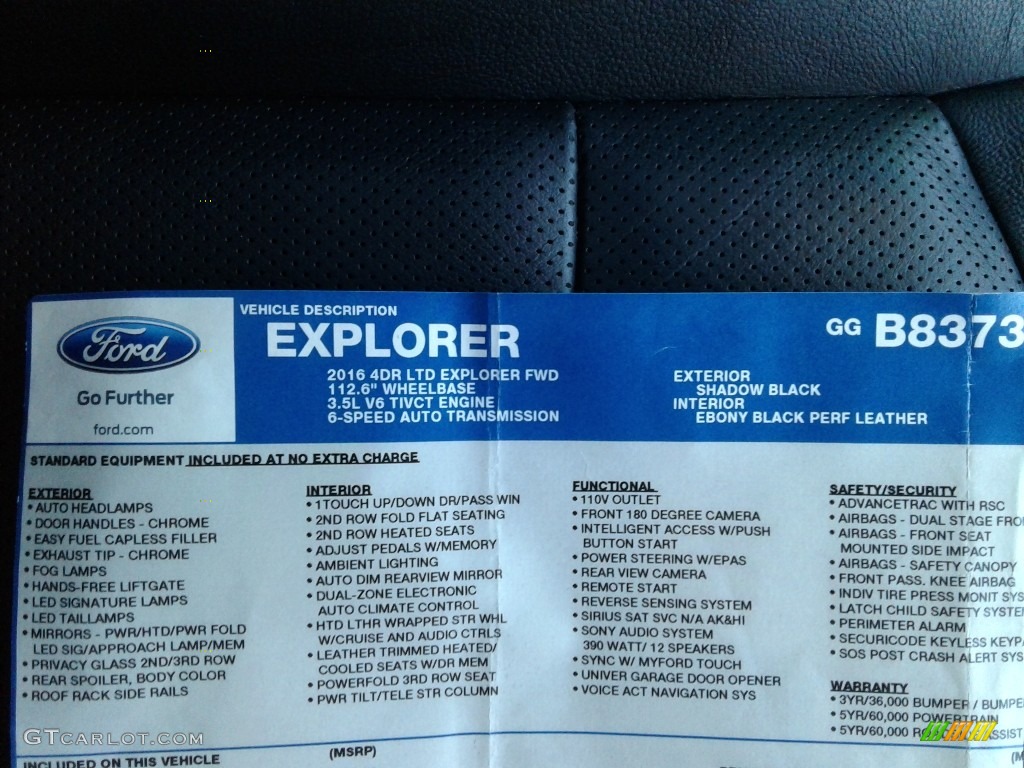 Ford
Go Further
ford.com
VEHICLE DESCRIPTION
EXPLORER
2016 4DR LTD EXPLORER FWD
112.6" WHEELBASE
3.5L V6 TIVCT ENGINE
6-SPEED AUTO TRANSMISSION
GG B8373
EXTERIOR
SHADOW BLACK
INTERIOR
EBONY BLACK PERF LEATHER
STANDARD EQUIPMENT INCLUDED AT NO EXTRA CHARGE
EXTERIOR
• AUTO HEADLAMPS
• DOOR HANDLES - CHROME
• EASY FUEL CAPLESS FILLER
• EXHAUST TIP - CHROME
• FOG LAMPS
• HANDS-FREE LIFTGATE
• LED SIGNATURE LAMPS
• LED TAILLAMPS
• MIRRORS - PWR/HTD/PWR FOLD
LED SIG/APPROACH LAMP/MEM
• PRIVACY GLASS 2ND/3RD ROW
• REAR SPOILER, BODY COLOR
• ROOF RACK SIDE RAILS
INTERIOR
• 1TOUCH UP/DOWN DR/PASS WIN
• 2ND ROW FOLD FLAT SEATING
• 2ND ROW HEATED SEATS
• ADJUST PEDALS W/MEMORY
• AMBIENT LIGHTING
• AUTO DIM REARVIEW MIRROR
• DUAL-ZONE ELECTRONIC
AUTO CLIMATE CONTROL
• HTD LTHR WRAPPED STR WHL
W/CRUISE AND AUDIO CTRLS
• LEATHER TRIMMED HEATED/
COOLED SEATS W/DR MEM
• POWERFOLD 3RD ROW SEAT
• PWR TILT/TELE STR COLUMN
FUNCTIONAL
• 110V OUTLET
• FRONT 180 DEGREE CAMERA
• INTELLIGENT ACCESS W/PUSH
BUTTON START
• POWER STEERING W/EPAS
• REAR VIEW CAMERA
• REMOTE START
• REVERSE SENSING SYSTEM
• SIRIUS SAT SVC N/A AK&HI
• SONY AUDIO SYSTEM
390 WATT/ 12 SPEAKERS
• SYNC W/ MYFORD TOUCH
• UNIVER GARAGE DOOR OPENER
• VOICE ACT NAVIGATION SYS
SAFETY/SECURITY
• ADVANCETRAC WITH RSC
• AIRBAGS - DUAL STAGE FRO
• AIRBAGS - FRONT SEAT
MOUNTED SIDE IMPACT
• AIRBAGS - SAFETY CANOPY
• FRONT PASS. KNEE AIRBAG
• INDIV TIRE PRESS MONIT SYS
• LATCH CHILD SAFETY SYSTE
• PERIMETER ALARM
• SECURICODE KEYLESS KEYP
• SOS POST CRASH ALERT SYS
WARRANTY
• 3YR/36,000 BUMPER / BUMPE
• 5YR/60,000 POWERTRAIN
• 5YR/60,000 ASSIST
GTcarlot.com
INCLUDED ON THIS VEHICLE
(MSRP)